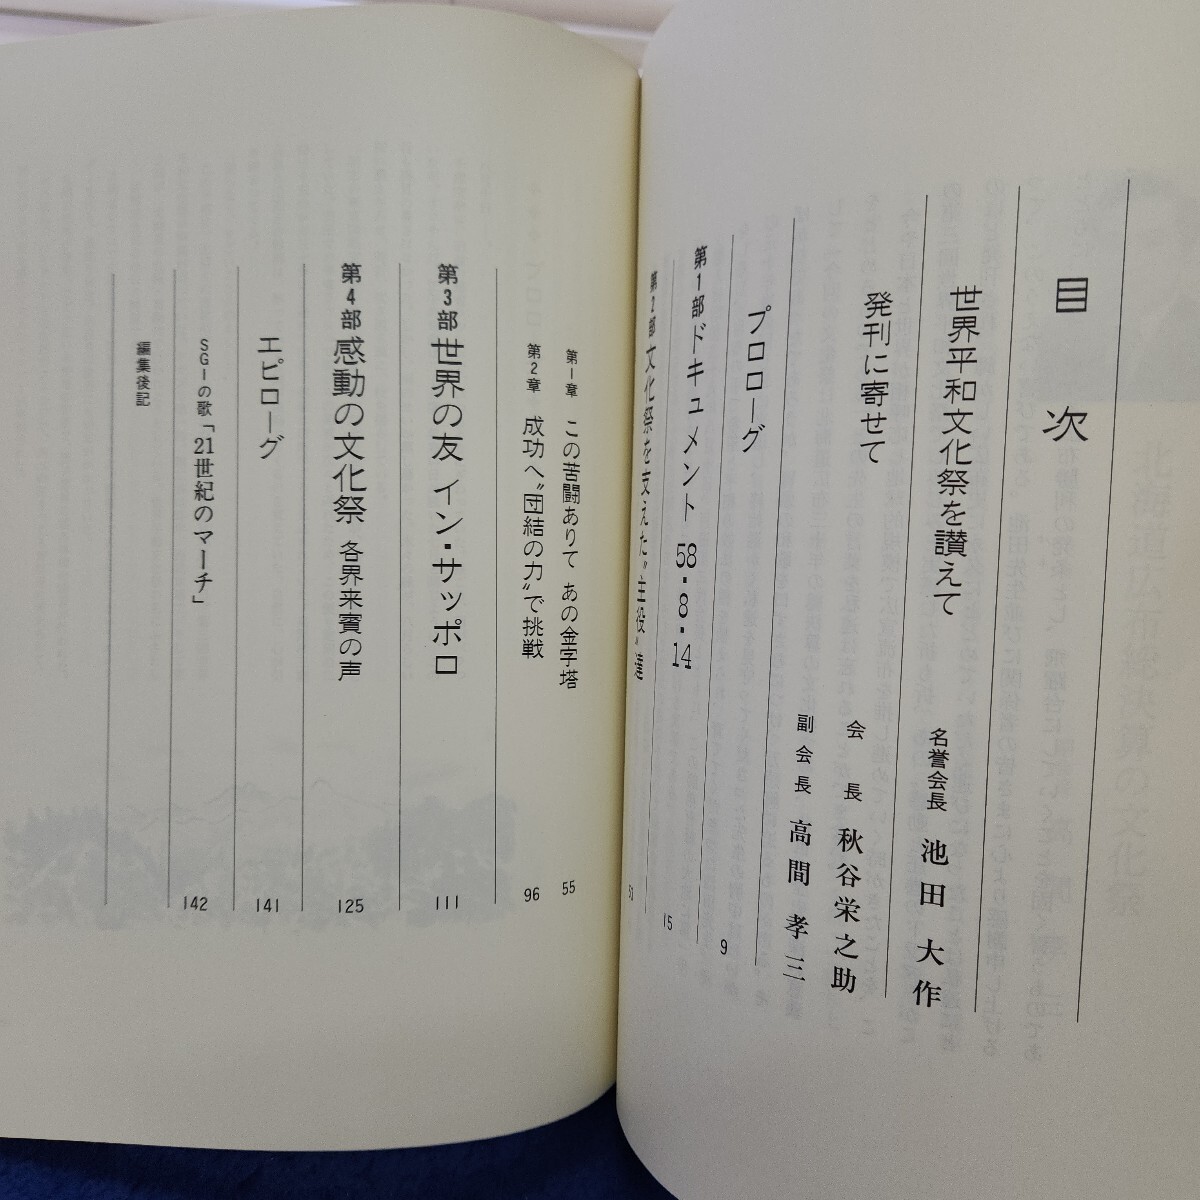 目次
世界平和文化祭を讃えて 名誉会長 池田大作
発刊に寄せて 会長 秋谷栄之助
副会長 高間孝三
プロローグ 9
第1部 ドキュメント 58・8・14 15
第2部 文化祭を支えた〝主役〟達
第1章 この苦闘ありて あの金字塔 55
第2章 成功へ〝団結の力〟で挑戦 96
第3部 世界の友 イン・サッポロ 111
第4部 感動の文化祭 各界来賓の声 125
エピローグ 141
SGIの歌「21世紀のマーチ」 142
編集後記